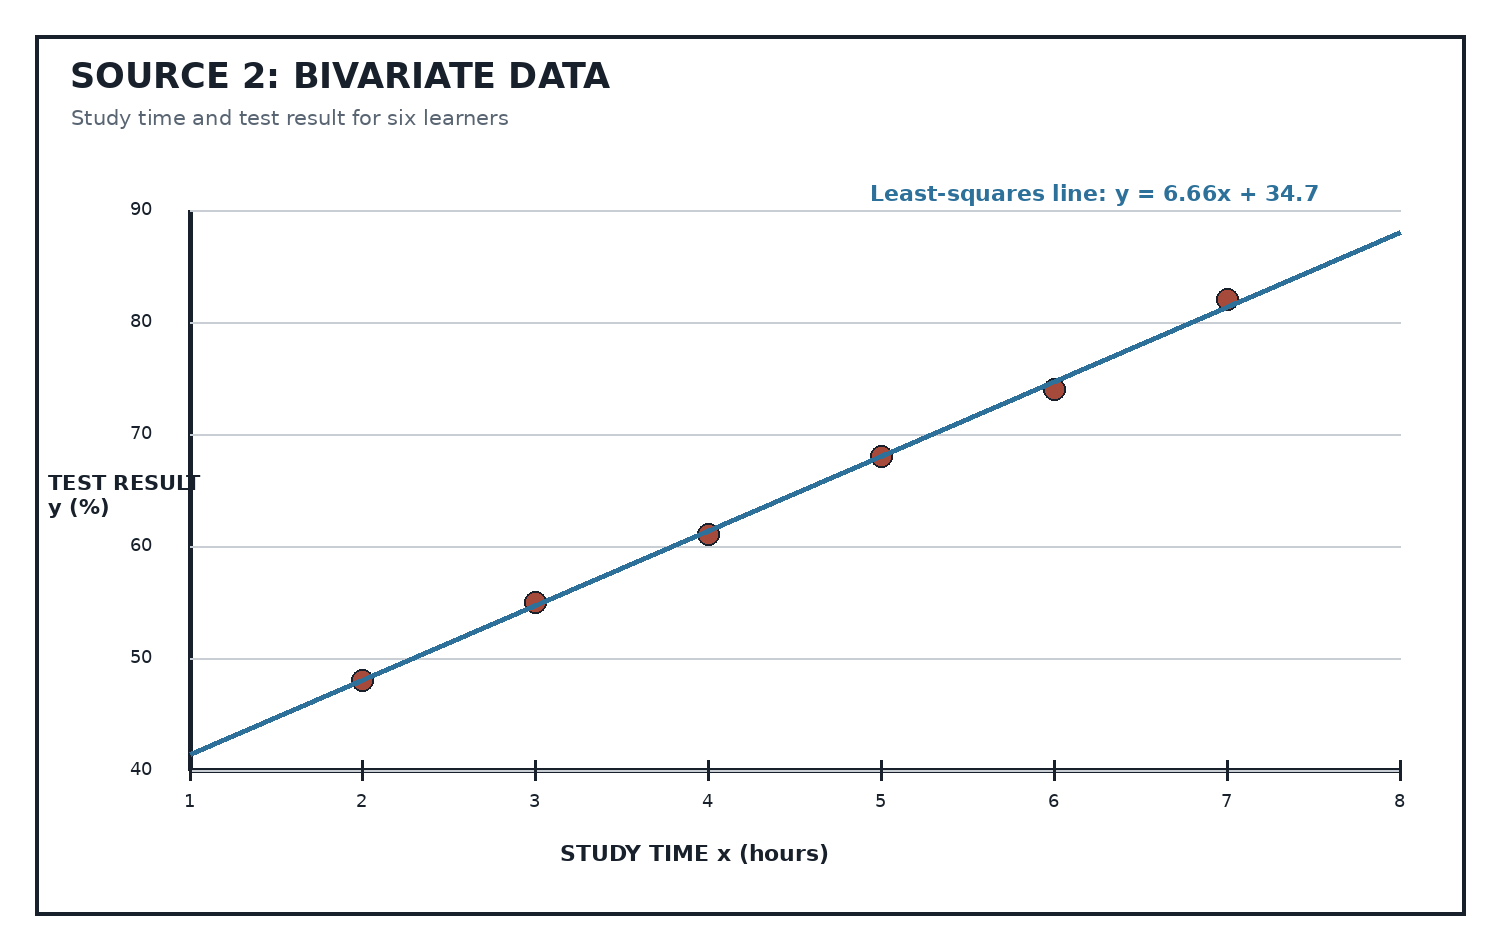 SOURCE 2: BIVARIATE DATA
Study time and test result for six learners
Least-squares line: y = 6.66x + 34.7
90
80
70
TEST RESULT
y (%)
60
50
40
1 2 3 4 5 6 7 8
STUDY TIME x (hours)